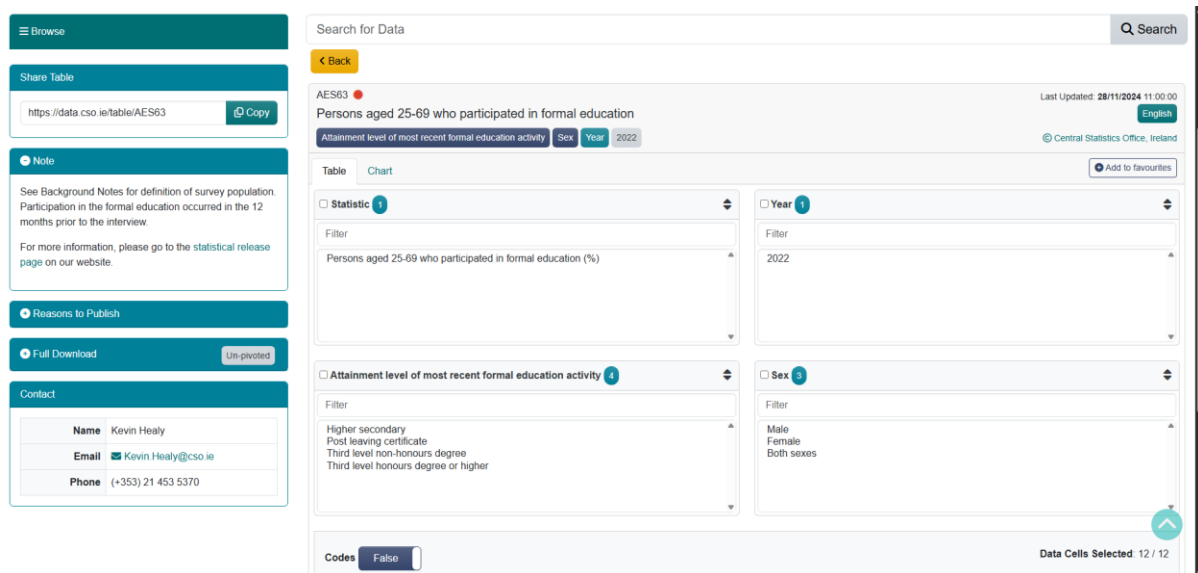 Browse
Share Table
https://data.cso.ie/table/AES63
Copy
Note
See Background Notes for definition of survey population.
Participation in the formal education occurred in the 12
months prior to the interview.
For more information, please go to the statistical release
page on our website.
Reasons to Publish
Full Download
Un-pivoted
Contact
Name Kevin Healy
Email Kevin.Healy@cso.ie
Phone (+353) 21 453 5370
Search for Data
Search
Back
AES63
Last Updated: 28/11/2024 11:00:00
Persons aged 25-69 who participated in formal education
English
Attainment level of most recent formal education activity Sex Year 2022
© Central Statistics Office, Ireland
Table Chart
Add to favourites
Statistic 1
Filter
Persons aged 25-69 who participated in formal education (%)
Year 1
Filter
2022
Attainment level of most recent formal education activity 4
Filter
Higher secondary
Post leaving certificate
Third level non-honours degree
Third level honours degree or higher
Sex 3
Filter
Male
Female
Both sexes
Codes False
Data Cells Selected: 12 / 12